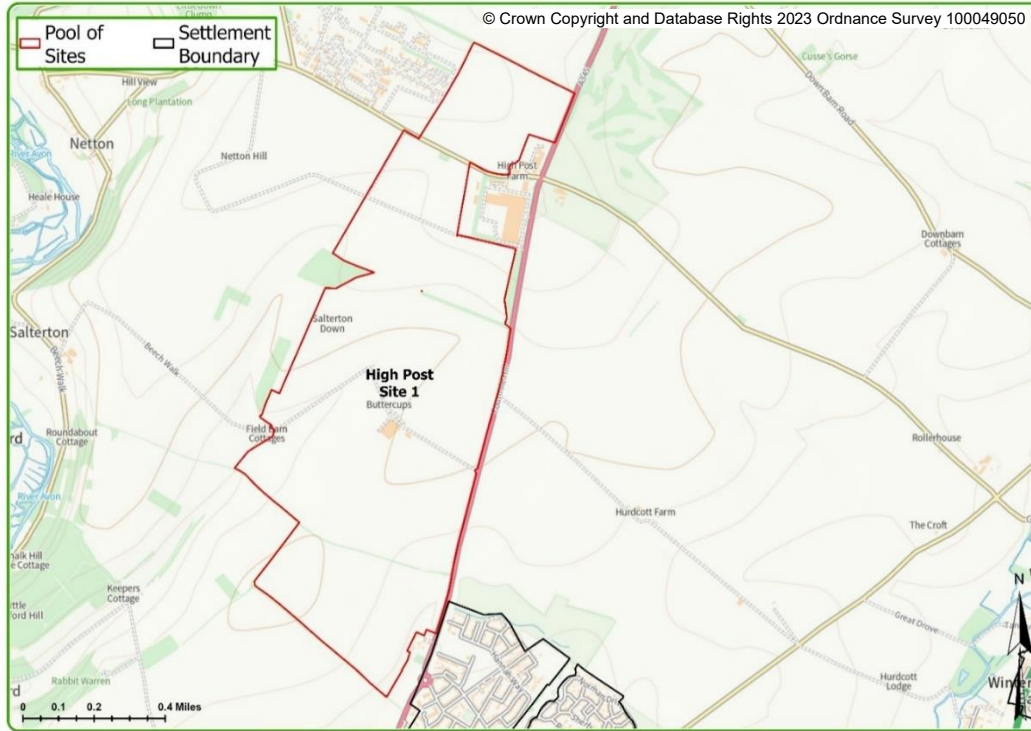 © Crown Copyright and Database Rights 2023 Ordnance Survey 100049050
Pool of
Sites
Settlement
Boundary
Cusse's Gorse
Hill View
Long Plantation
Down Barn Road
A345
Netton
River Avon
Netton Hill
High Post
Farm
Heale House
Downbarn
Cottages
Salterton
Down
Salterton
Beech Walk
Beech Walk
High Post
Site 1
Buttercups
Roundabout
Cottage
Field Barn
Cottages
Rollerhouse
River Avon
Hurdcott Farm
The Croft
Keepers
Cottage
N
Great Drove
Rabbit Warren
Hurdcott
Lodge
0 0.1 0.2 0.4 Miles